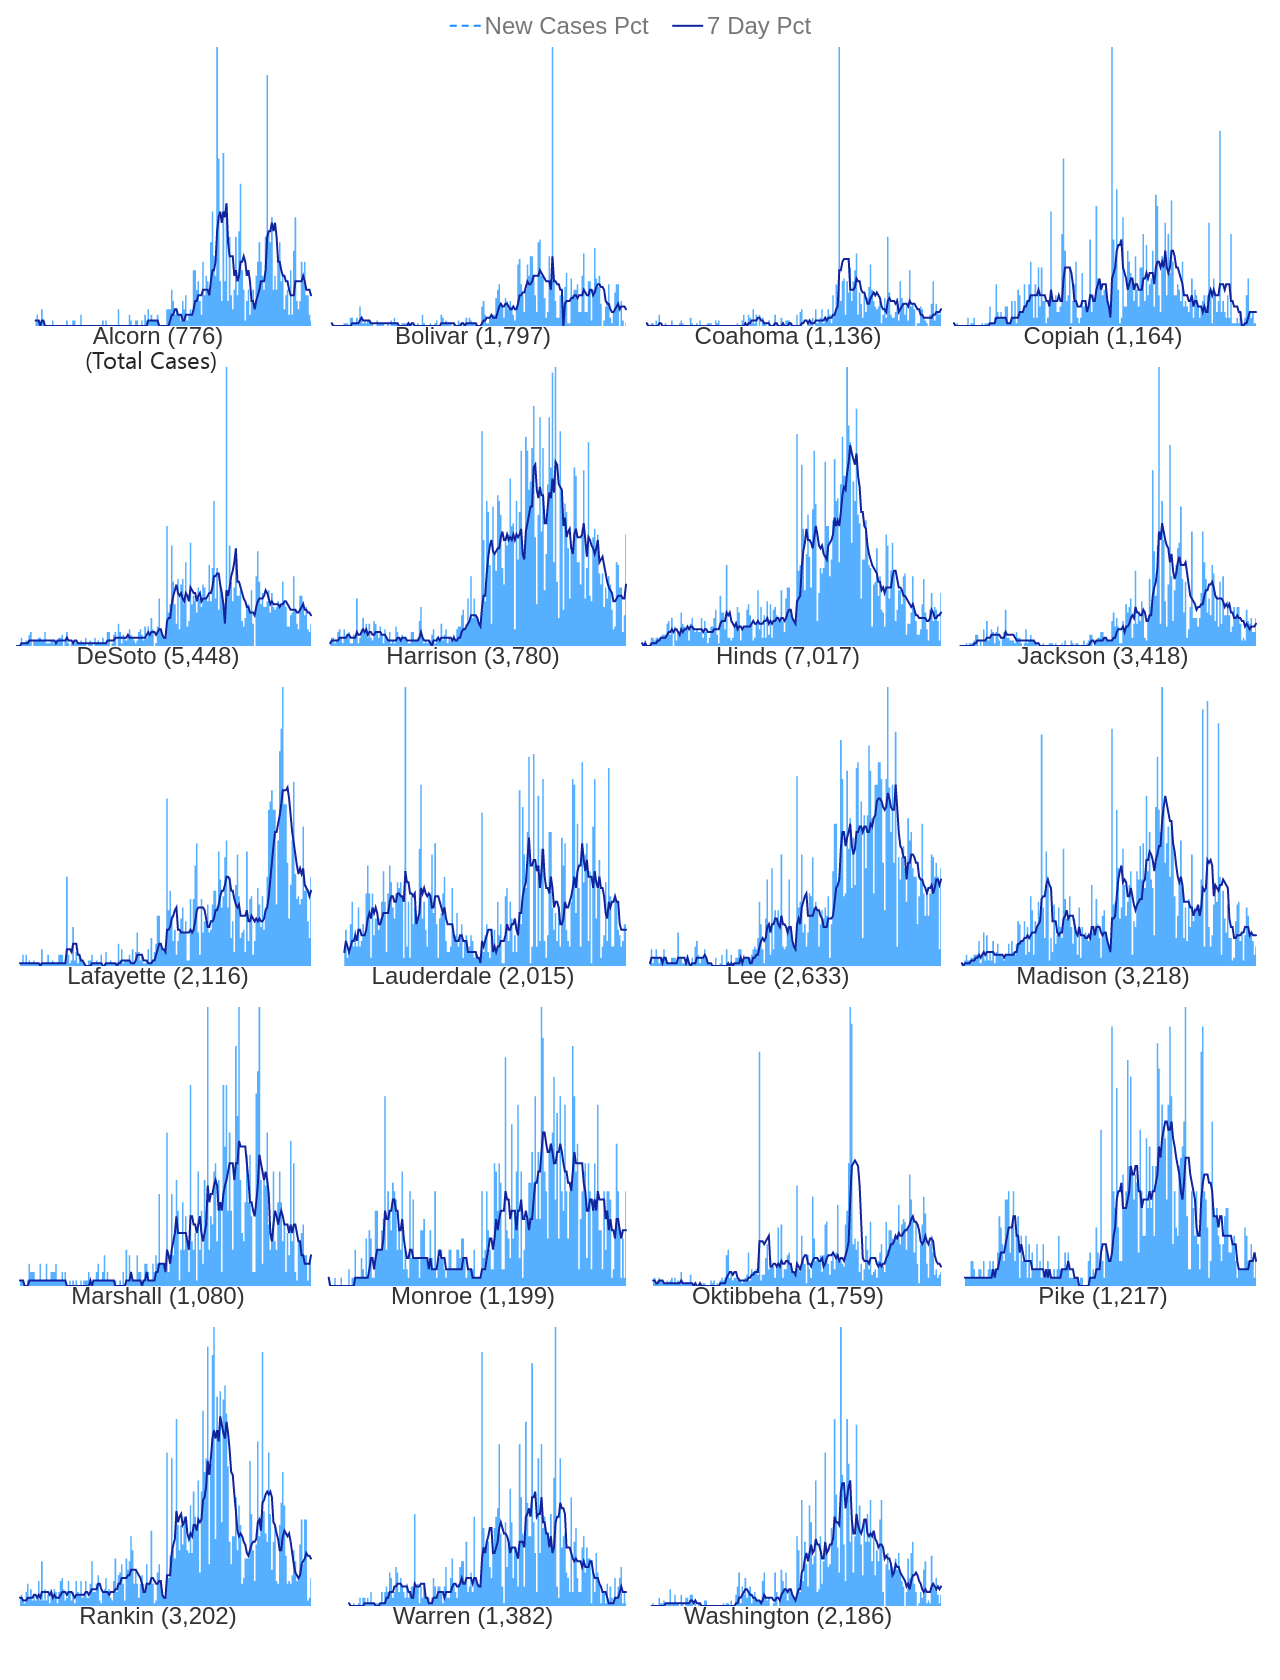 New Cases Pct 7 Day Pct
Alcorn (776) Bolivar (1,797) Coahoma (1,136) Copiah (1,164)
(Total Cases)
DeSoto (5,448) Harrison (3,780) Hinds (7,017) Jackson (3,418)
Lafayette (2,116) Lauderdale (2,015) Lee (2,633) Madison (3,218)
Marshall (1,080) Monroe (1,199) Oktibbeha (1,759) Pike (1,217)
Rankin (3,202) Warren (1,382) Washington (2,186)